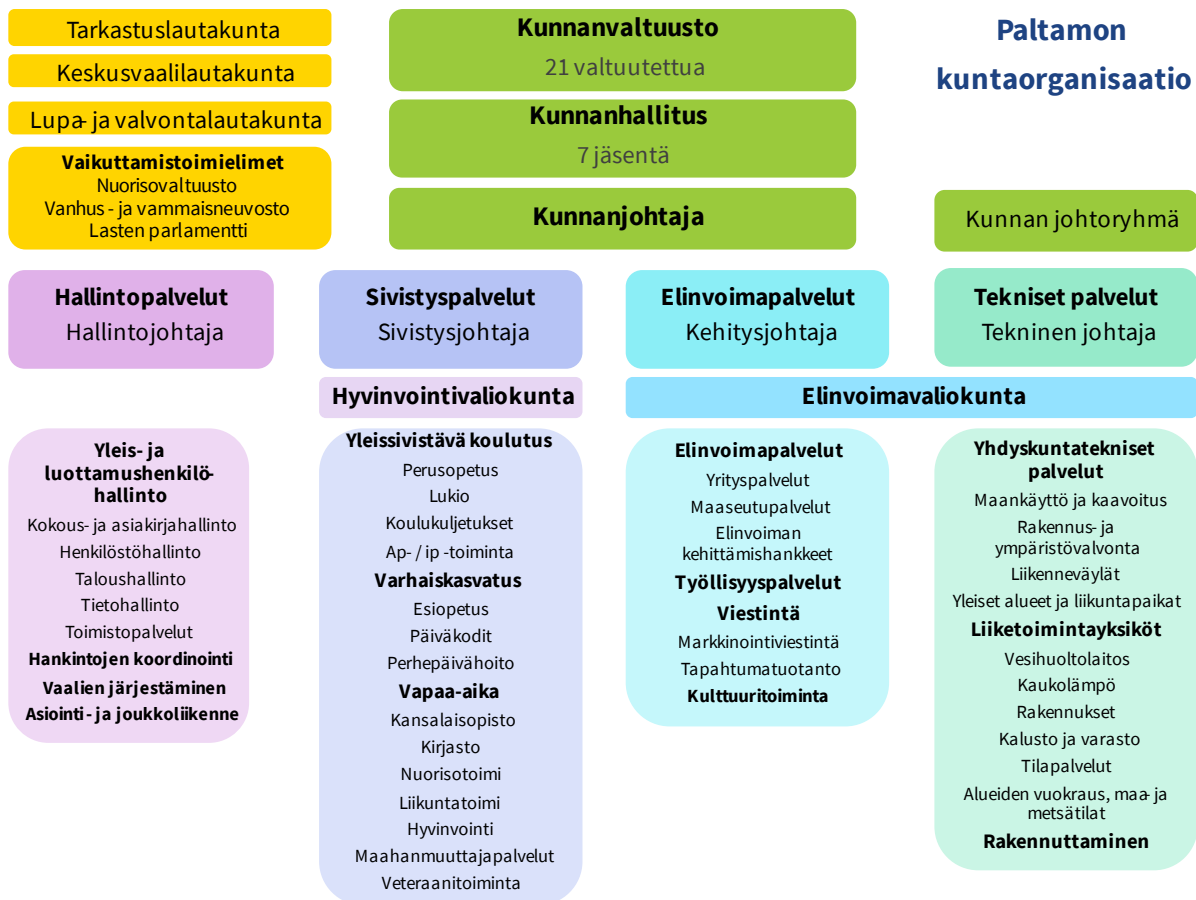 Tarkastuslautakunta
Keskusvaalilautakunta
Lupa- ja valvontalautakunta
Vaikuttamistoimielimet
Nuorisovaltuusto
Vanhus - ja vammaisneuvosto
Lasten parlamentti
Kunnanvaltuusto
21 valtuutettua
Kunnanhallitus
7 jäsentä
Kunnanjohtaja
Paltamon
kuntaorganisaatio
Kunnan johtoryhmä
Hallintopalvelut
Hallintojohtaja
Sivistyspalvelut
Sivistysjohtaja
Elinvoimapalvelut
Kehitysjohtaja
Tekniset palvelut
Tekninen johtaja
Hyvinvointivaliokunta
Elinvoimavaliokunta
Yleis- ja
luottamushenkilö-
hallinto
Kokous- ja asiakirjahallinto
Henkilöstöhallinto
Taloushallinto
Tietohallinto
Toimistopalvelut
Hankintojen koordinointi
Vaalien järjestäminen
Asiointi - ja joukkoliikenne
Yleissivistävä koulutus
Perusopetus
Lukio
Koulukuljetukset
Ap- / ip -toiminta
Varhaiskasvatus
Esiopetus
Päiväkodit
Perhepäivähoito
Vapaa-aika
Kansalaisopisto
Kirjasto
Nuorisotoimi
Liikuntatoimi
Hyvinvointi
Maahanmuuttajapalvelut
Veteraanitoiminta
Elinvoimapalvelut
Yrityspalvelut
Maaseutupalvelut
Elinvoiman
kehittämishankkeet
Työllisyyspalvelut
Viestintä
Markkinointiviestintä
Tapahtumatuotanto
Kulttuuritoiminta
Yhdyskuntatekniset
palvelut
Maankäyttö ja kaavoitus
Rakennus- ja
ympäristövalvonta
Liikenneväylät
Yleiset alueet ja liikuntapaikat
Liiketoimintayksiköt
Vesihuoltolaitos
Kaukolämpö
Rakennukset
Kalusto ja varasto
Tilapalvelut
Alueiden vuokraus, maa- ja
metsätilat
Rakennuttaminen